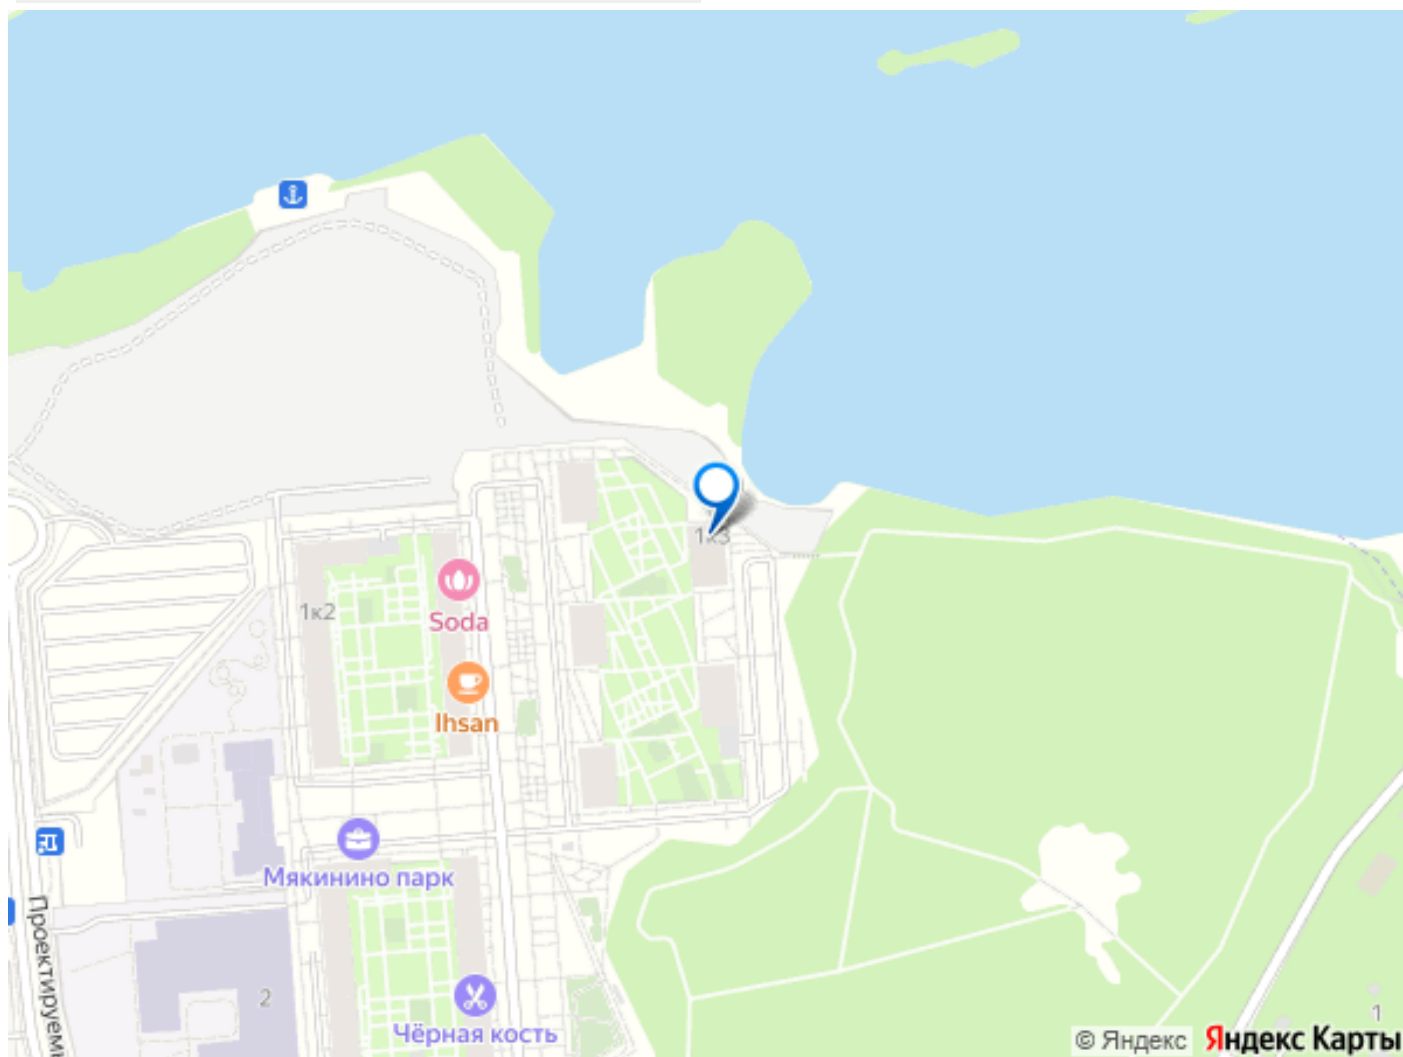 1к3
1к2
Soda
Ihsan
Мякинино парк
Проектируем
2
Чёрная кость
1
© Яндекс Яндекс Карты